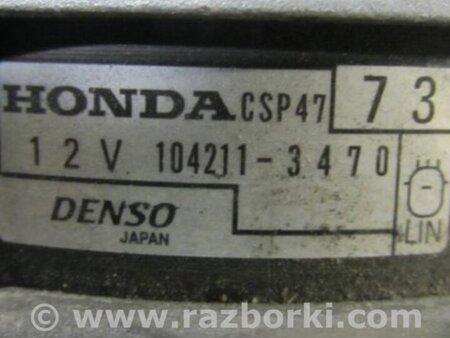 HONDA CSP47 73
12V 104211-3470
DENSO
JAPAN
LIN
© www.razborki.com